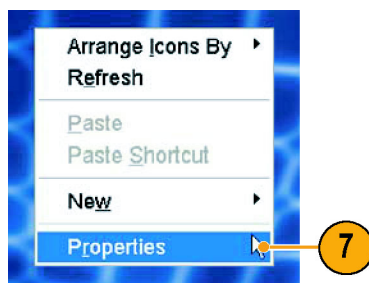 Arrange Icons By
Refresh
Paste
Paste Shortcut
New
Properties
7